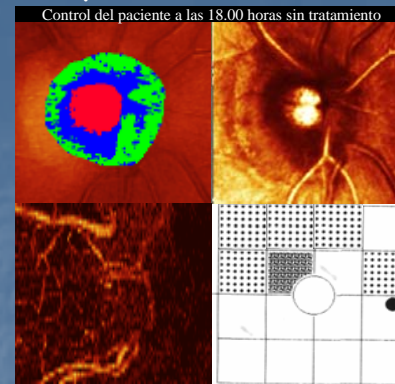 Control del paciente a las 18.00 horas sin tratamiento